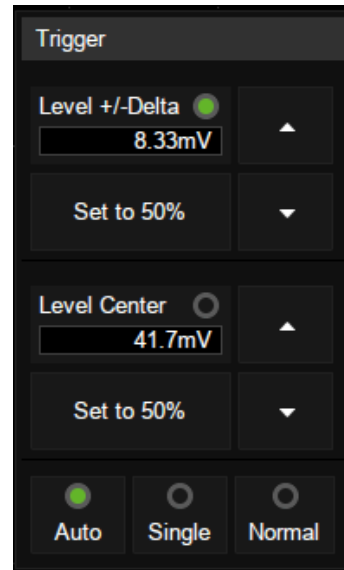 Trigger
Level +/-Delta
8.33mV
Set to 50%
Level Center
41.7mV
Set to 50%
Auto Single Normal